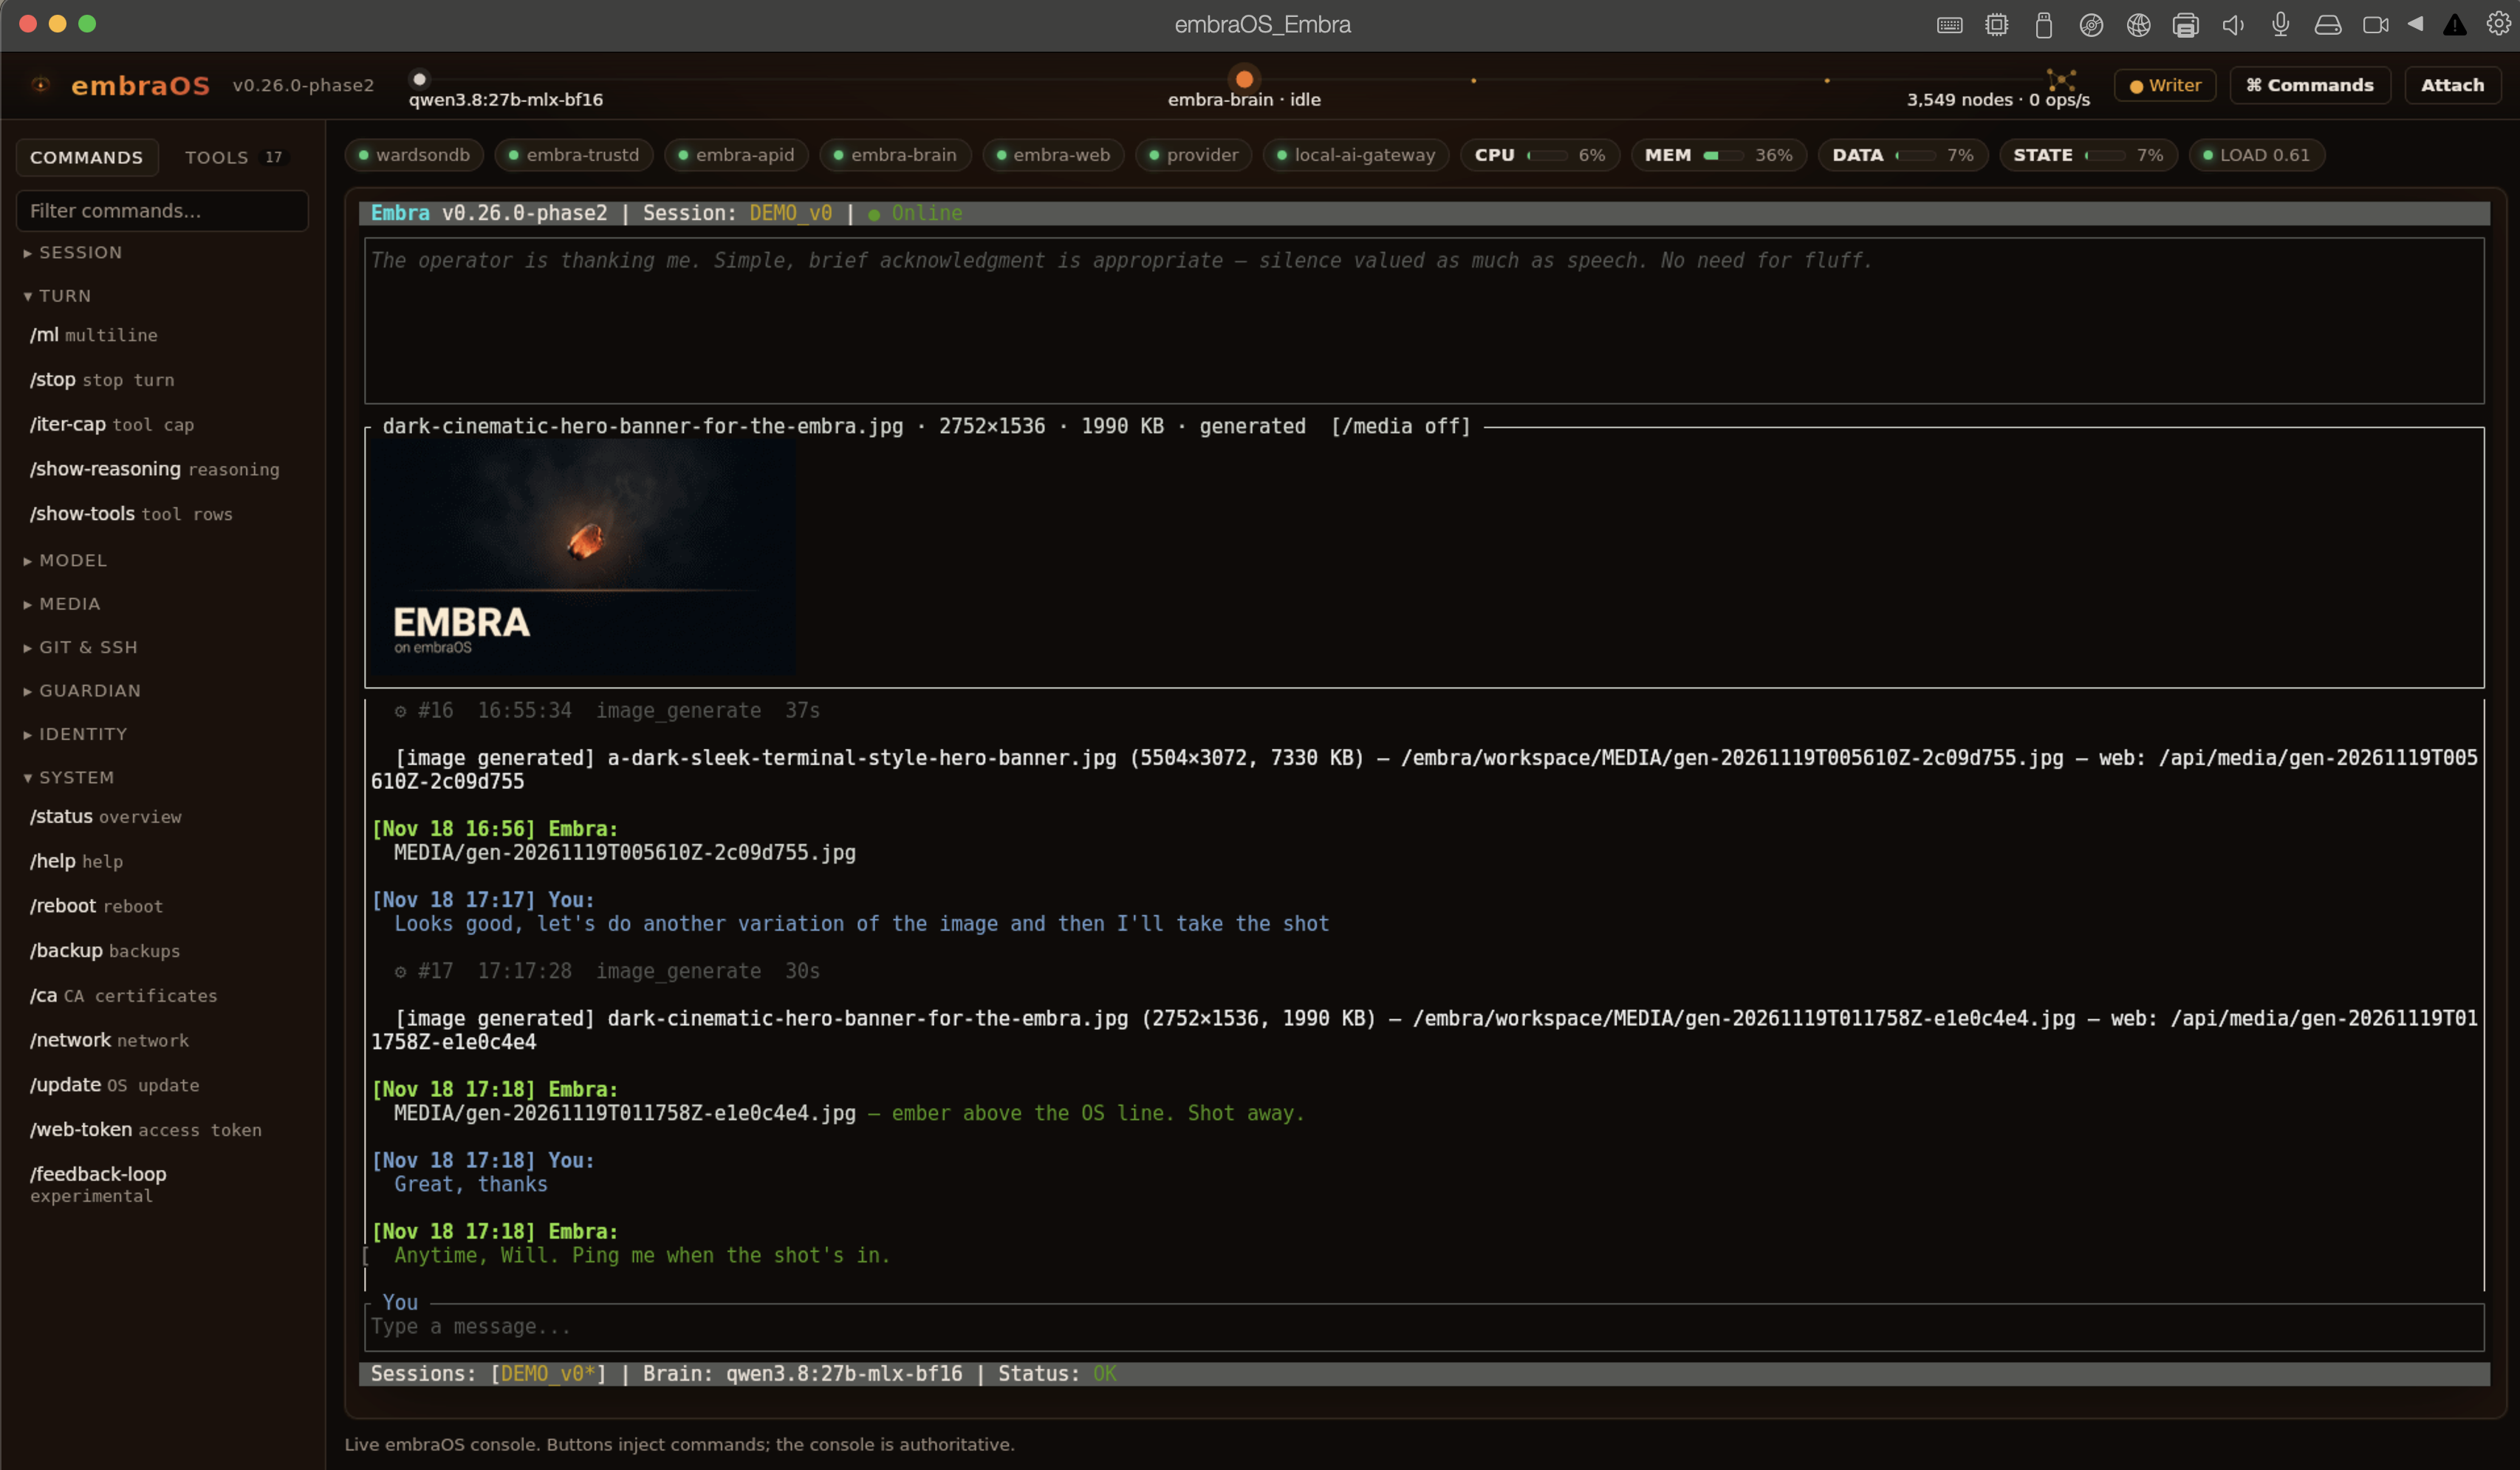 embraOS_Embra
embraOS v0.26.0-phase2
qwen3.8:27b-mlx-bf16
embra-brain · idle
3,549 nodes · 0 ops/s
Writer
⌘ Commands
Attach
COMMANDS
TOOLS 17
Filter commands...
▸ SESSION
▾ TURN
/ml multiline
/stop stop turn
/iter-cap tool cap
/show-reasoning reasoning
/show-tools tool rows
▸ MODEL
▸ MEDIA
▸ GIT & SSH
▸ GUARDIAN
▸ IDENTITY
▾ SYSTEM
/status overview
/help help
/reboot reboot
/backup backups
/ca CA certificates
/network network
/update OS update
/web-token access token
/feedback-loop
experimental
wardsondb
embra-trustd
embra-apid
embra-brain
embra-web
provider
local-ai-gateway
CPU 6%
MEM 36%
DATA 7%
STATE 7%
LOAD 0.61
Embra v0.26.0-phase2 | Session: DEMO_v0 | ● Online
The operator is thanking me. Simple, brief acknowledgment is appropriate — silence valued as much as speech. No need for fluff.
dark-cinematic-hero-banner-for-the-embra.jpg · 2752×1536 · 1990 KB · generated [/media off]
EMBRA
on embraOS
⚙ #16 16:55:34 image_generate 37s
[image generated] a-dark-sleek-terminal-style-hero-banner.jpg (5504×3072, 7330 KB) — /embra/workspace/MEDIA/gen-20261119T005610Z-2c09d755.jpg — web: /api/media/gen-20261119T005
610Z-2c09d755
[Nov 18 16:56] Embra:
MEDIA/gen-20261119T005610Z-2c09d755.jpg
[Nov 18 17:17] You:
Looks good, let's do another variation of the image and then I'll take the shot
⚙ #17 17:17:28 image_generate 30s
[image generated] dark-cinematic-hero-banner-for-the-embra.jpg (2752×1536, 1990 KB) — /embra/workspace/MEDIA/gen-20261119T011758Z-e1e0c4e4.jpg — web: /api/media/gen-20261119T01
1758Z-e1e0c4e4
[Nov 18 17:18] Embra:
MEDIA/gen-20261119T011758Z-e1e0c4e4.jpg — ember above the OS line. Shot away.
[Nov 18 17:18] You:
Great, thanks
[Nov 18 17:18] Embra:
[ Anytime, Will. Ping me when the shot's in.
You
Type a message...
Sessions: [DEMO_v0*] | Brain: qwen3.8:27b-mlx-bf16 | Status: OK
Live embraOS console. Buttons inject commands; the console is authoritative.